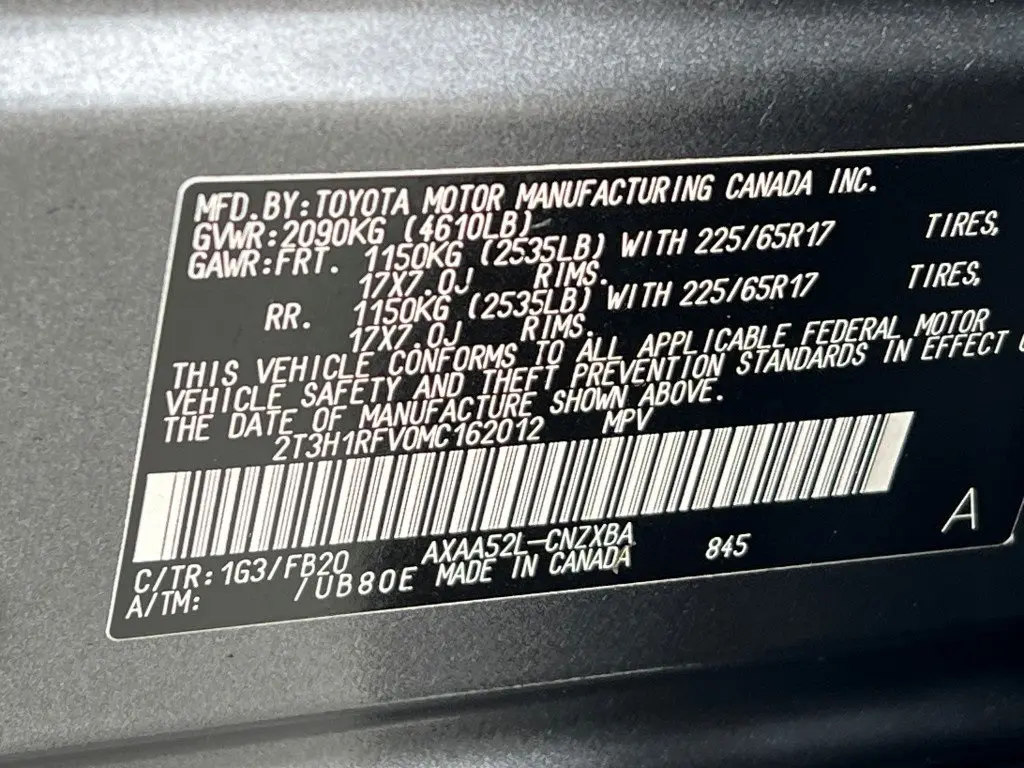 MFD.BY:TOYOTA MOTOR MANUFACTURING CANADA INC.
GVWR:2090KG (4610LB)
GAWR:FRT. 1150KG (2535LB) WITH 225/65R17 TIRES,
17X7.0J RIMS.
RR. 1150KG (2535LB) WITH 225/65R17 TIRES,
17X7.0J RIMS.
THIS VEHICLE CONFORMS TO ALL APPLICABLE FEDERAL MOTOR
VEHICLE SAFETY AND THEFT PREVENTION STANDARDS IN EFFECT
THE DATE OF MANUFACTURE SHOWN ABOVE.
2T3H1RFV0MC162012 MPV
C/TR:1G3/FB20 AXAA52L-CNZXBA 845 A
A/TM: /UB80E MADE IN CANADA